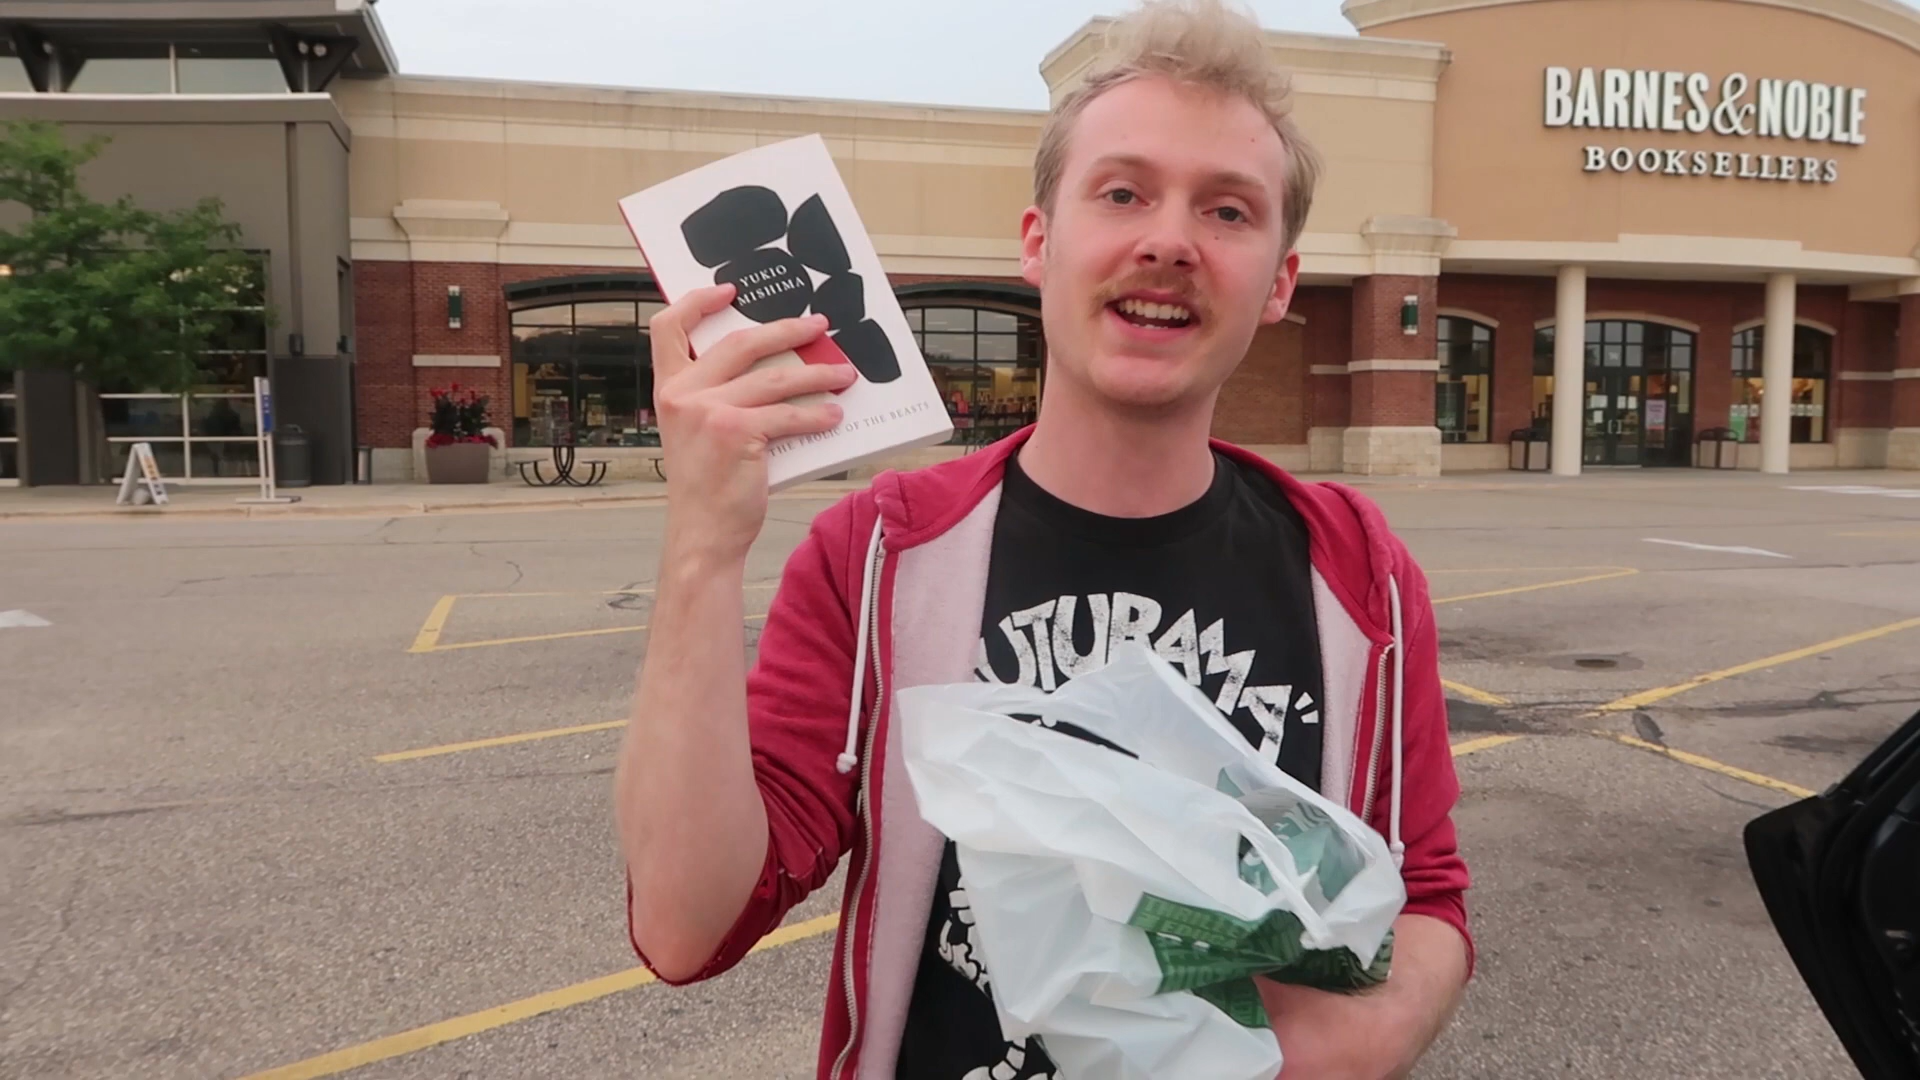 BARNES & NOBLE
BOOKSELLERS
YUKIO
MISHIMA
THE FROLIC OF THE BEASTS
UTURAMA